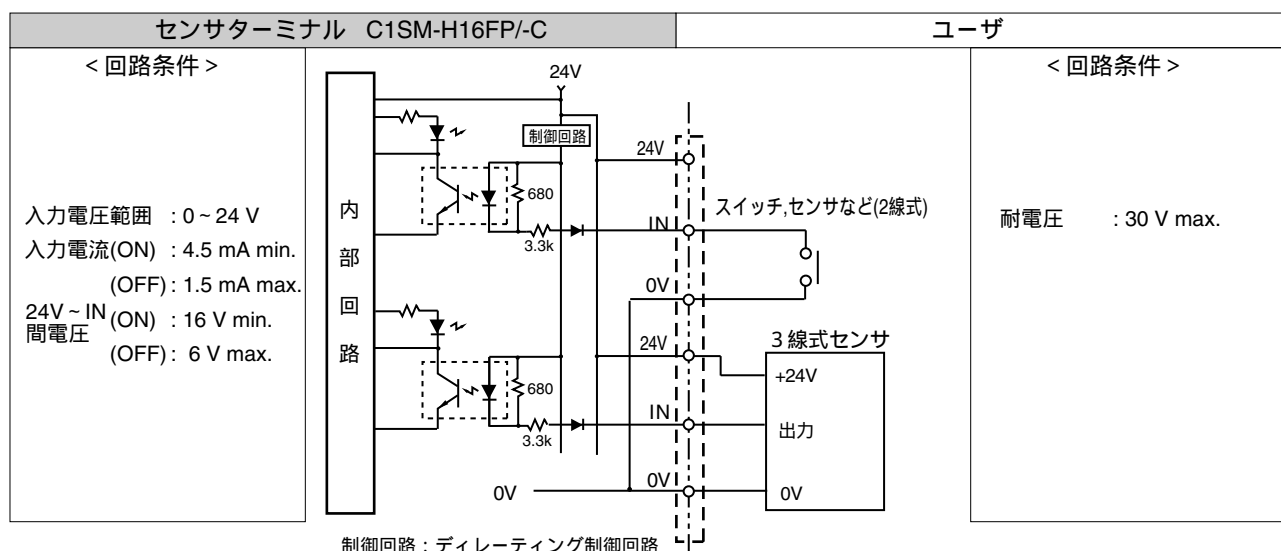 センサターミナル C1SM-H16FP/-C
ユーザ
<回路条件>
入力電圧範囲 : 0~24 V
入力電流(ON) : 4.5 mA min.
(OFF) : 1.5 mA max.
24V~IN間電圧 (ON) : 16 V min.
(OFF) : 6 V max.
内部回路
24V
制御回路
680
3.3k
680
3.3k
0V
24V
IN
0V
24V
IN
0V
スイッチ,センサなど(2線式)
3線式センサ
+24V
出力
0V
制御回路:ディレーティング制御回路
<回路条件>
耐電圧 : 30 V max.